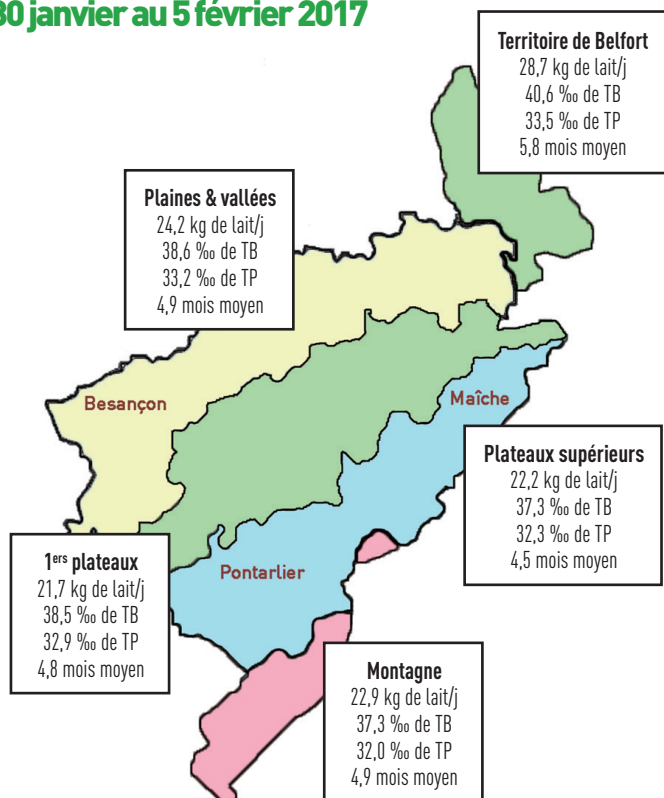 30 janvier au 5 février 2017
Territoire de Belfort
28,7 kg de lait/j
40,6 ‰ de TB
33,5 ‰ de TP
5,8 mois moyen
Plaines & vallées
24,2 kg de lait/j
38,6 ‰ de TB
33,2 ‰ de TP
4,9 mois moyen
Besançon
Maîche
Plateaux supérieurs
22,2 kg de lait/j
37,3 ‰ de TB
32,3 ‰ de TP
4,5 mois moyen
1ers plateaux
21,7 kg de lait/j
38,5 ‰ de TB
32,9 ‰ de TP
4,8 mois moyen
Pontarlier
Montagne
22,9 kg de lait/j
37,3 ‰ de TB
32,0 ‰ de TP
4,9 mois moyen